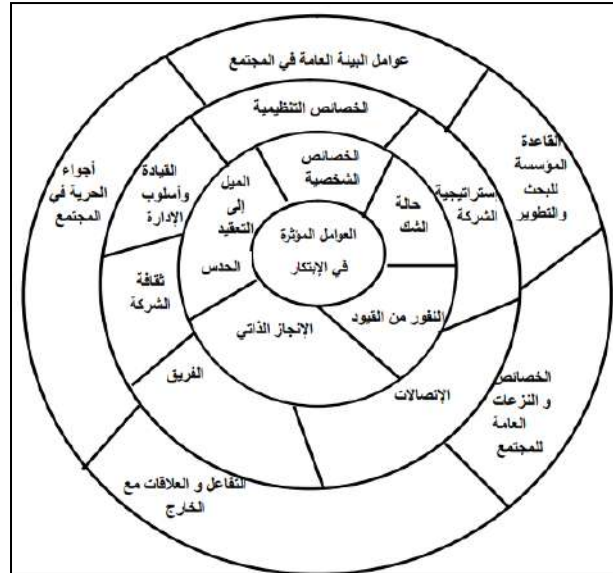 عوامل البيئة العامة في المجتمع
القاعدة
المؤسسة
للبحث
والتطوير
الخصائص
و النزعات
العامة
للمجتمع
التفاعل و العلاقات مع
الخارج
أجواء
الحرية في
المجتمع
الخصائص التنظيمية
إستراتيجية
الشركة
الإتصالات
الفريق
ثقافة
الشركة
القيادة
وأسلوب
الإدارة
الخصائص
الشخصية
حالة
الشك
النفور من القيود
الإنجاز الذاتي
الحدس
الميل
إلى
التعقيد
العوامل المؤثرة
في الإبتكار